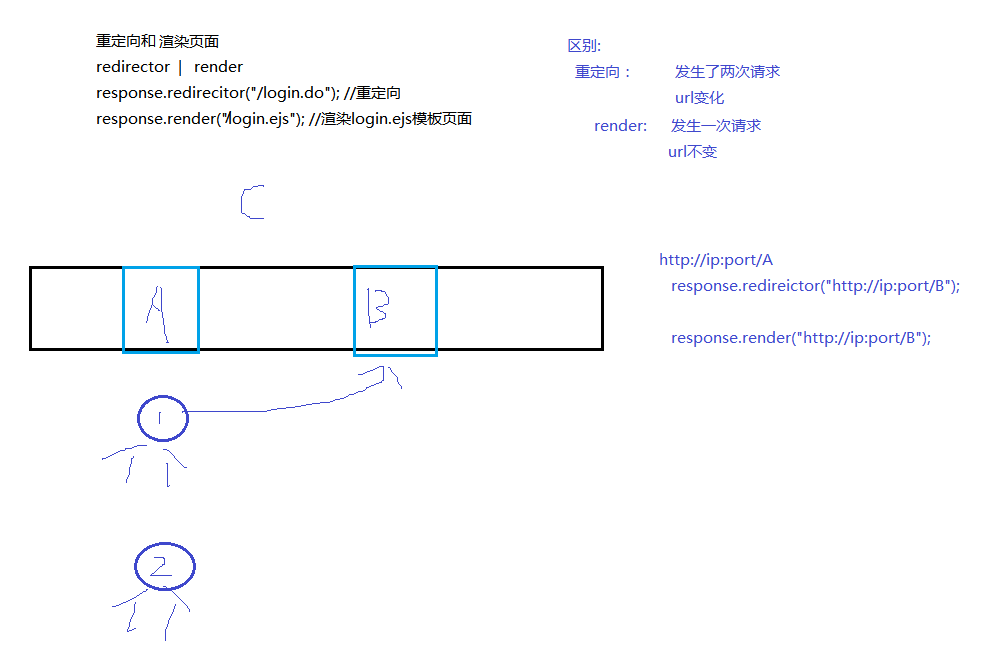 重定向和 渲染页面
redirector | render
response.redirecitor("/login.do"); //重定向
response.render("/login.ejs"); //渲染login.ejs模板页面
区别:
重定向： 发生了两次请求
url变化
render: 发生一次请求
url不变
C
A B
http://ip:port/A
response.redireictor("http://ip:port/B");
response.render("http://ip:port/B");
1
2